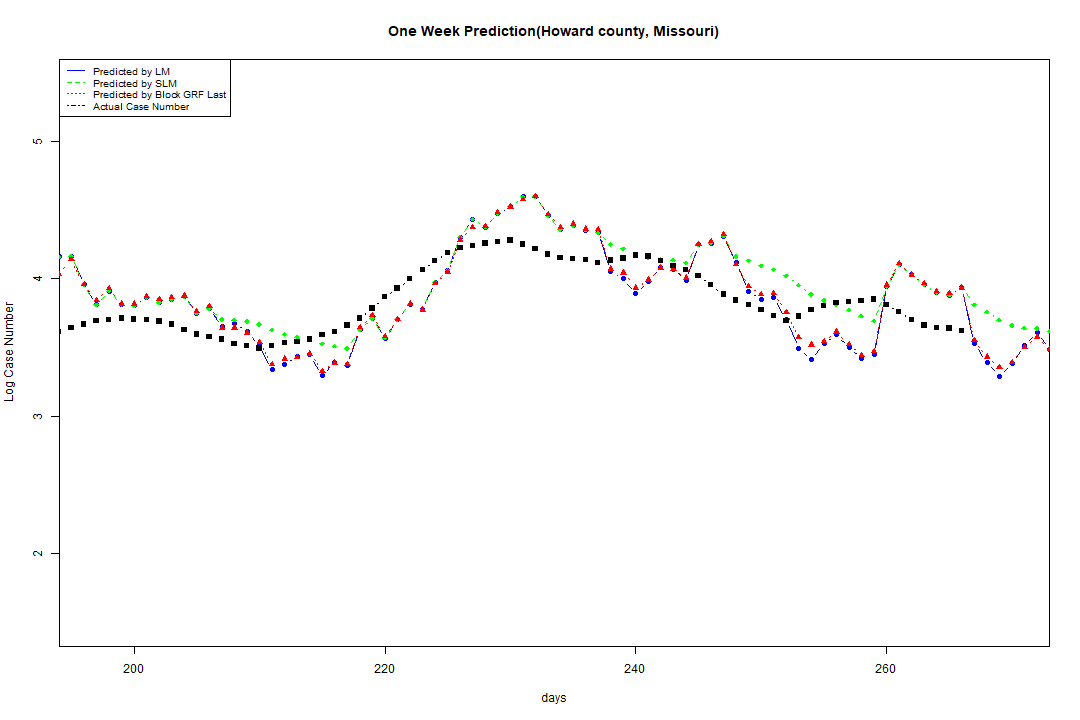 One Week Prediction(Howard county, Missouri)
Predicted by LM
Predicted by SLM
Predicted by Block GRF Last
Actual Case Number
5
4
3
2
Log Case Number
200
220
240
260
days